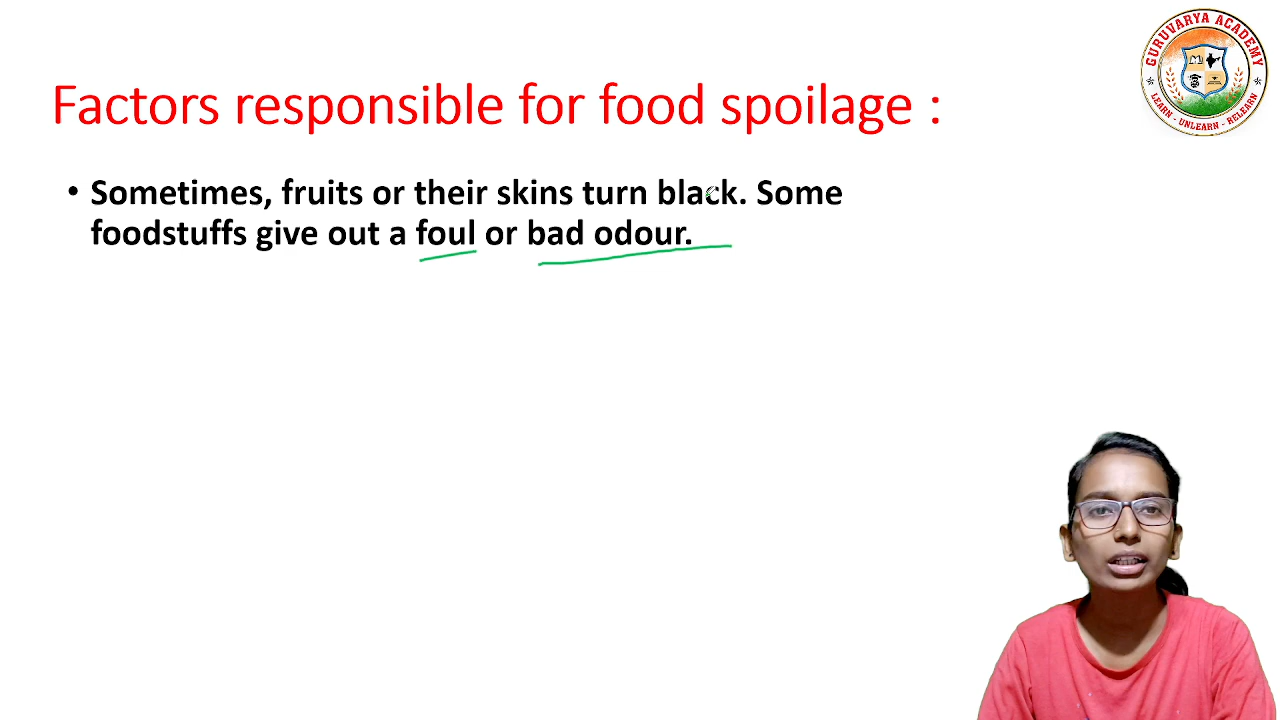 GURUVARYA ACADEMY
LEARN - UNLEARN - RELEARN
Factors responsible for food spoilage :
• Sometimes, fruits or their skins turn black. Some
foodstuffs give out a foul or bad odour.